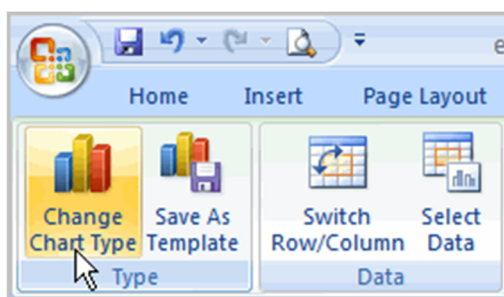 e
Home Insert Page Layout
Change Save As Switch Select
Chart Type Template Row/Column Data
Type Data